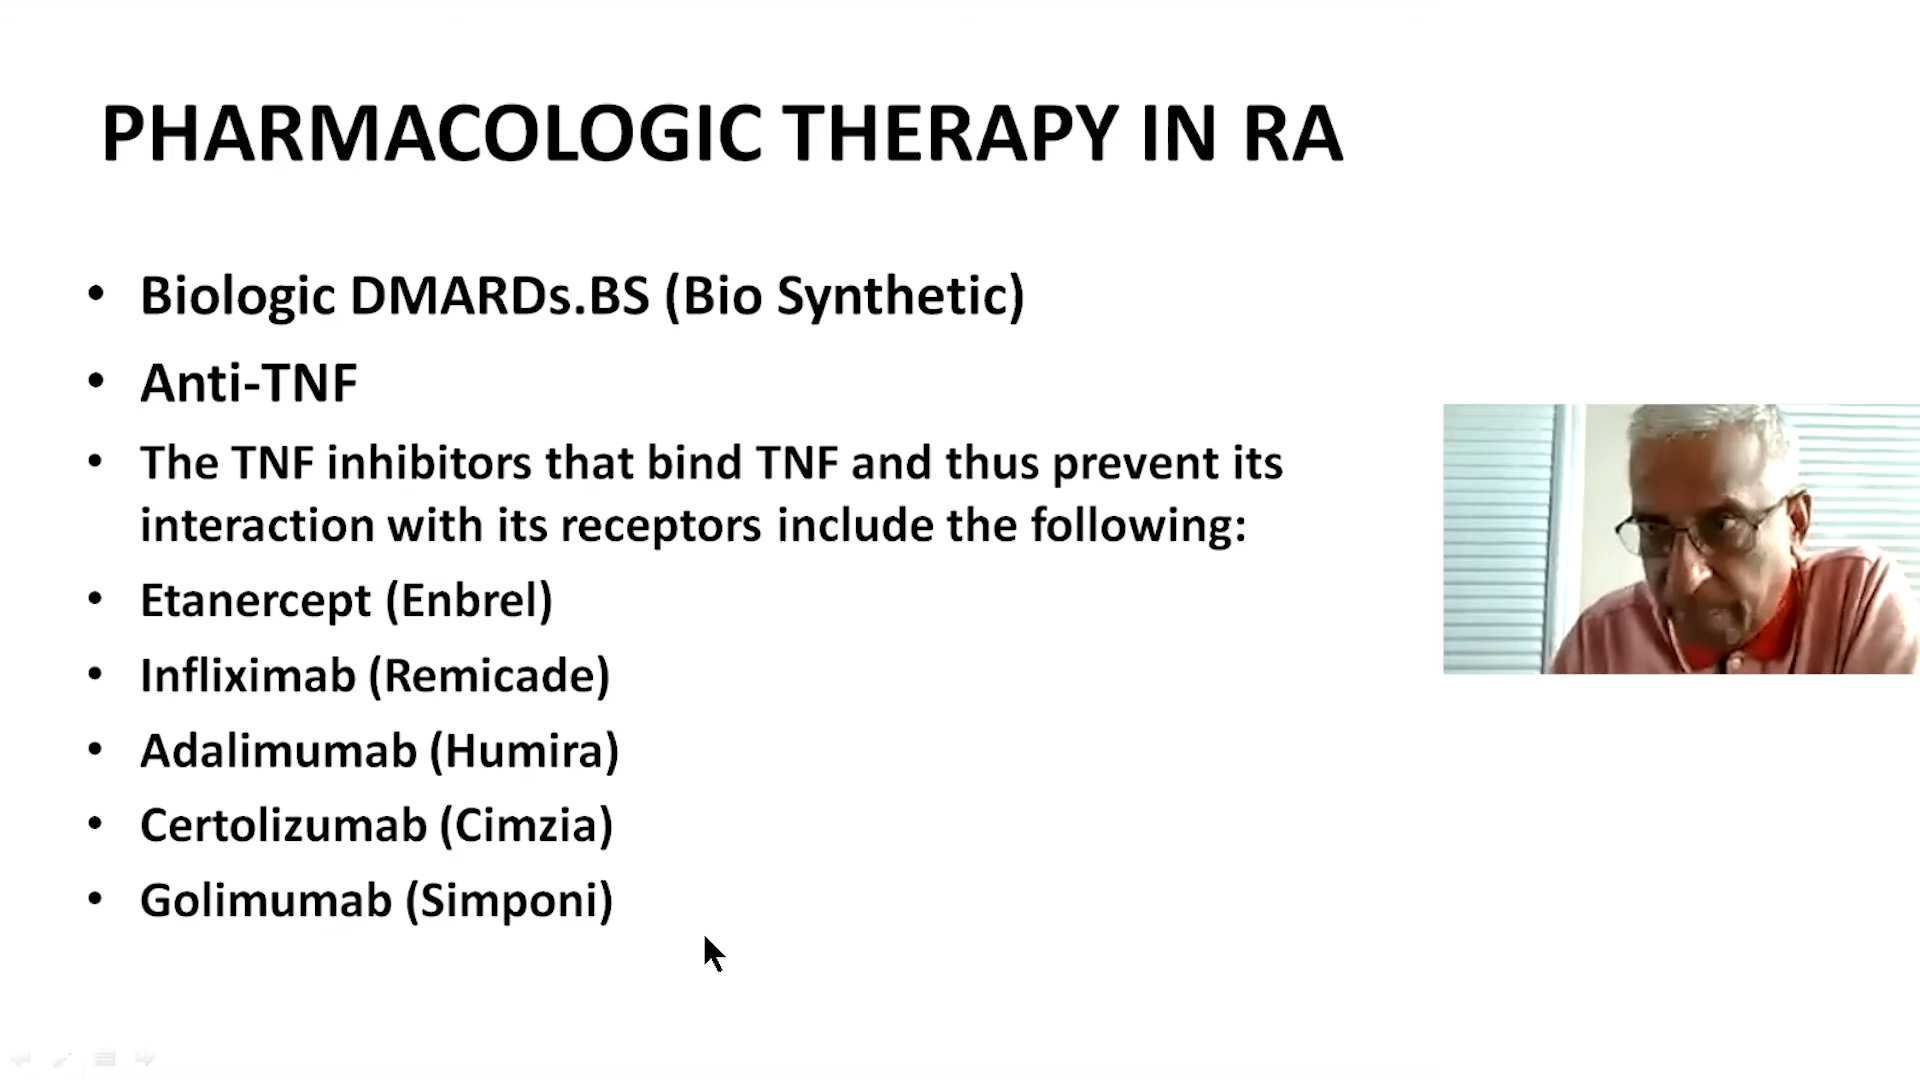 PHARMACOLOGIC THERAPY IN RA
• Biologic DMARDs.BS (Bio Synthetic)
• Anti-TNF
• The TNF inhibitors that bind TNF and thus prevent its
interaction with its receptors include the following:
• Etanercept (Enbrel)
• Infliximab (Remicade)
• Adalimumab (Humira)
• Certolizumab (Cimzia)
• Golimumab (Simponi)